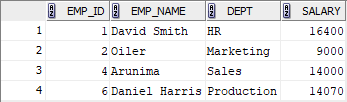 EMP_ID EMP_NAME DEPT SALARY
1 1 David Smith HR 16400
2 2 Oiler Marketing 9000
3 4 Arunima Sales 14000
4 6 Daniel Harris Production 14070